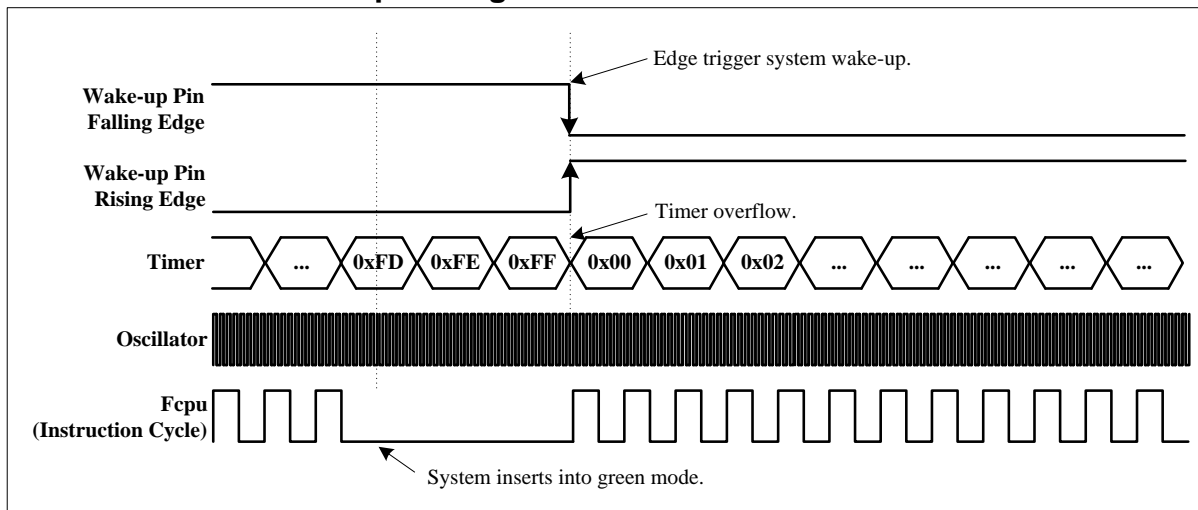 Edge trigger system wake-up.
Wake-up Pin
Falling Edge
Wake-up Pin
Rising Edge
Timer overflow.
Timer
... 0xFD 0xFE 0xFF 0x00 0x01 0x02 ... ... ... ... ...
Oscillator
Fcpu
(Instruction Cycle)
System inserts into green mode.